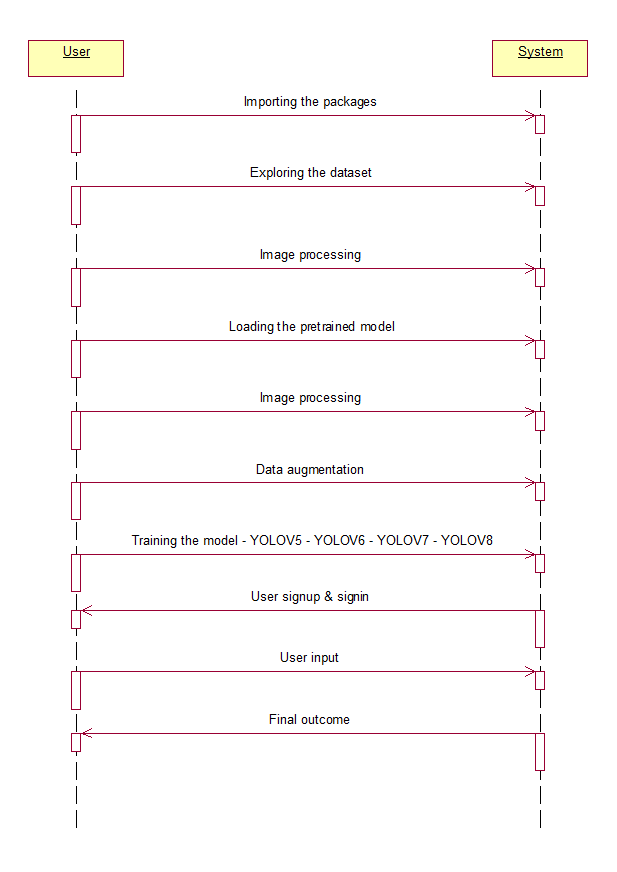 User
System
Importing the packages
Exploring the dataset
Image processing
Loading the pretrained model
Image processing
Data augmentation
Training the model - YOLOV5 - YOLOV6 - YOLOV7 - YOLOV8
User signup & signin
User input
Final outcome